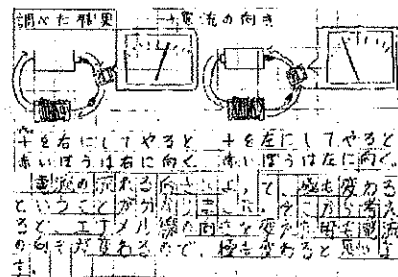 調べた結果 →電流の向き
+を右にしてやると +を左にしてやると
赤いぼうは右に向く。 赤いぼうは左に向く。
電流の流れる向きによって、極も変わる
ということが分かりました。だから考え
ると、エナメル線の向きを変えても電流
の向きが変わるので、極も変わると思いま
す。